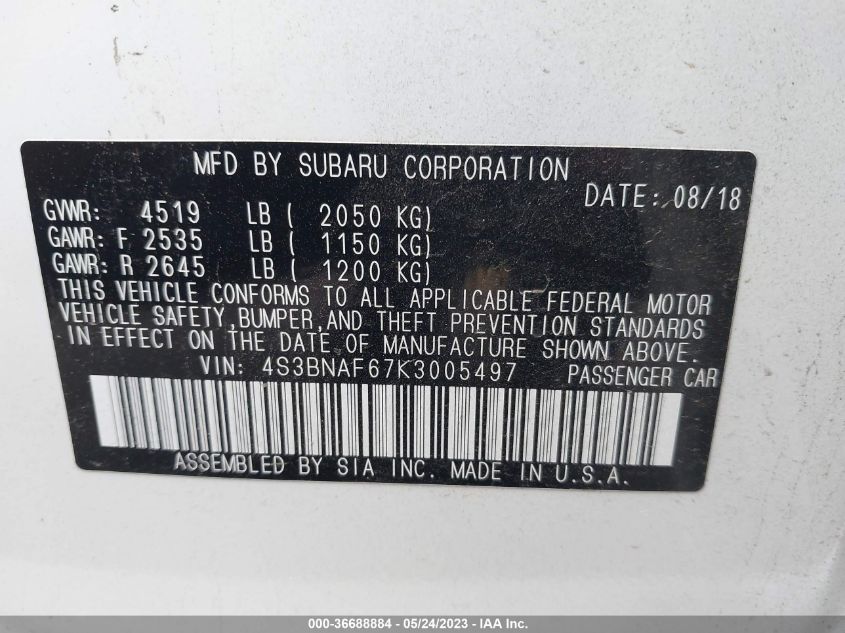 MFD BY SUBARU CORPORATION
DATE: 08/18
GVWR: 4519 LB ( 2050 KG)
GAWR: F 2535 LB ( 1150 KG)
GAWR: R 2645 LB ( 1200 KG)
THIS VEHICLE CONFORMS TO ALL APPLICABLE FEDERAL MOTOR
VEHICLE SAFETY,BUMPER,AND THEFT PREVENTION STANDARDS
IN EFFECT ON THE DATE OF MANUFACTURE SHOWN ABOVE.
VIN: 4S3BNAF67K3005497 PASSENGER CAR
ASSEMBLED BY SIA INC. MADE IN U.S.A.
000-36688884 - 05/24/2023 - IAA Inc.